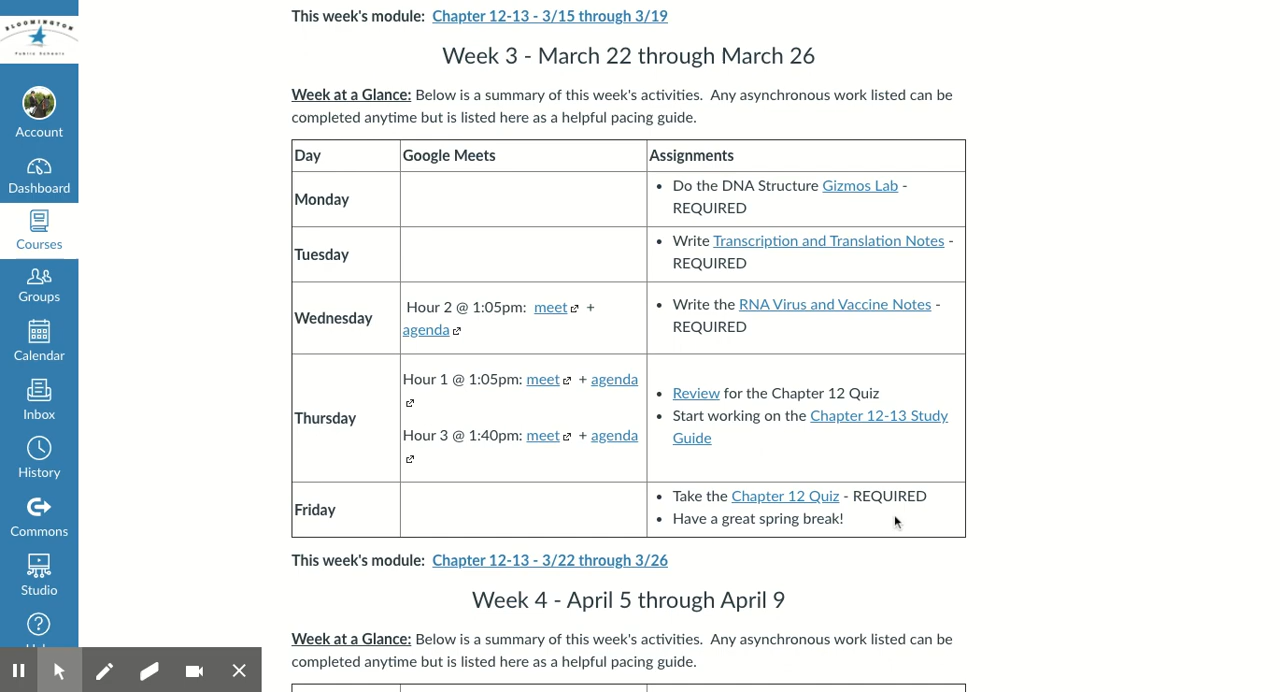 This week's module: Chapter 12-13 - 3/15 through 3/19
BLOOMINGTON
Public Schools
Week 3 - March 22 through March 26
Week at a Glance: Below is a summary of this week's activities. Any asynchronous work listed can be
completed anytime but is listed here as a helpful pacing guide.
Account
Dashboard
Courses
Groups
Calendar
Inbox
History
Commons
Studio
Day
Google Meets
Assignments
Monday
• Do the DNA Structure Gizmos Lab -
REQUIRED
Tuesday
• Write Transcription and Translation Notes -
REQUIRED
Wednesday
Hour 2 @ 1:05pm: meet +
agenda
• Write the RNA Virus and Vaccine Notes -
REQUIRED
Thursday
Hour 1 @ 1:05pm: meet + agenda
Hour 3 @ 1:40pm: meet + agenda
• Review for the Chapter 12 Quiz
• Start working on the Chapter 12-13 Study
Guide
Friday
• Take the Chapter 12 Quiz - REQUIRED
• Have a great spring break!
This week's module: Chapter 12-13 - 3/22 through 3/26
Week 4 - April 5 through April 9
Week at a Glance: Below is a summary of this week's activities. Any asynchronous work listed can be
completed anytime but is listed here as a helpful pacing guide.